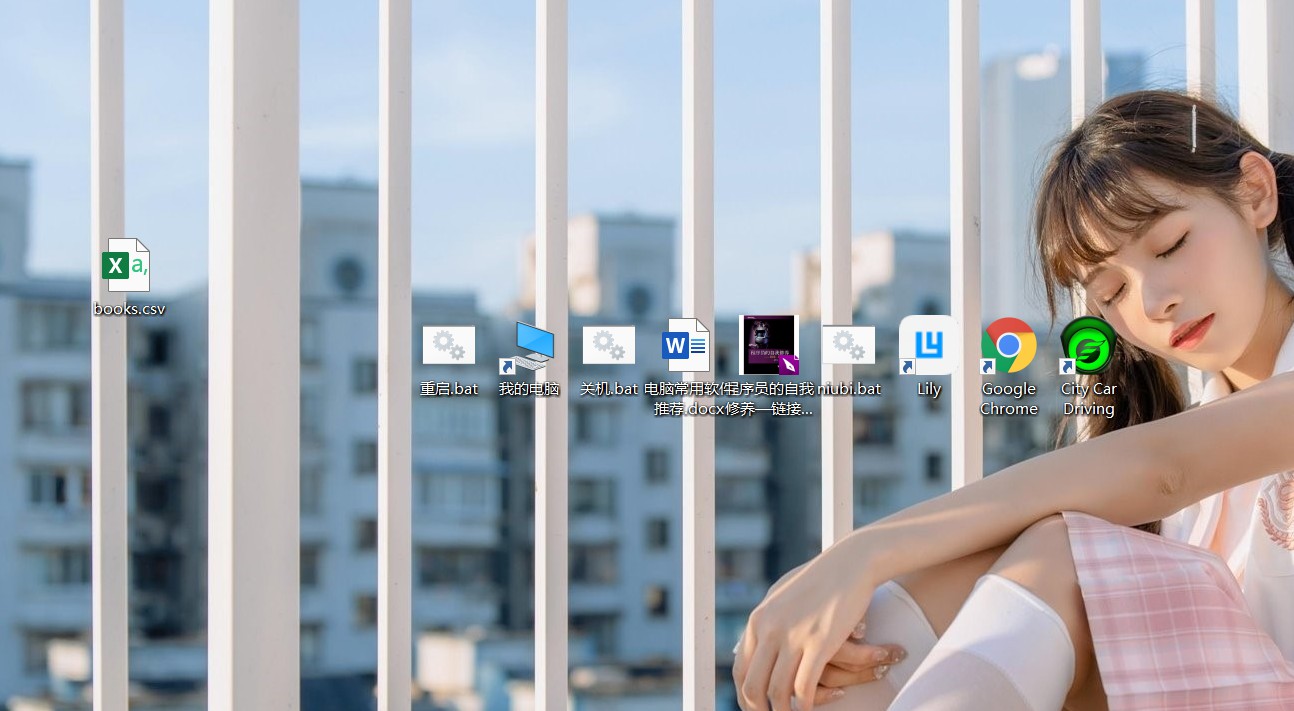 books.csv
重启.bat
我的电脑
关机.bat
电脑常用软件
推荐.docx
程序员的自我
修养—链接...
niubi.bat
Lily
Google
Chrome
City Car
Driving